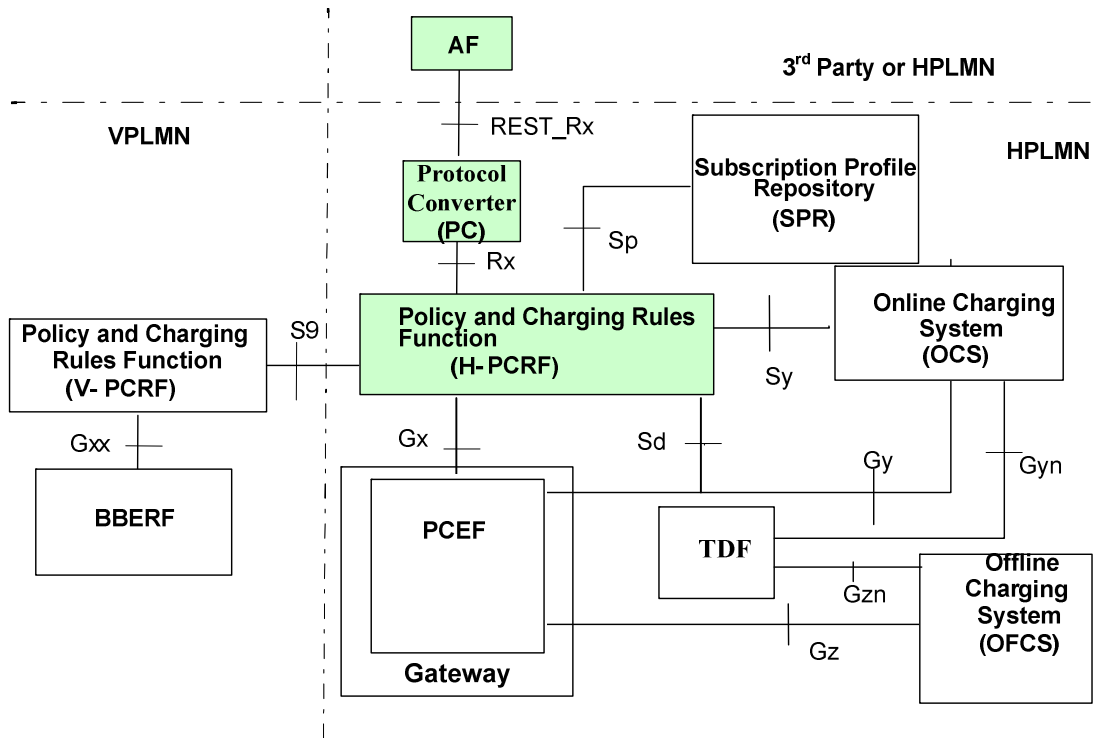 AF
3rd Party or HPLMN
VPLMN
REST_Rx
HPLMN
Protocol
Converter
(PC)
Subscription Profile
Repository
(SPR)
Sp
Rx
Policy and Charging Rules
Function
(H- PCRF)
Online Charging
System
(OCS)
S9
Policy and Charging
Rules Function
(V- PCRF)
Sy
Gxx
Gx
Sd
Gy
Gyn
BBERF
PCEF
TDF
Offline
Charging
System
(OFCS)
Gzn
Gz
Gateway